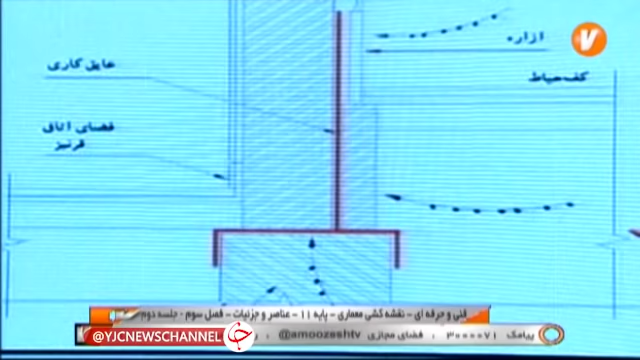 ازاره
کف حیاط
عایق کاری
فضای اتاق
قرنیز
فنی و حرفه ای - نقشه کشی معماری - پایه ۱۱ - عناصر و جزئیات - فصل سوم - جلسه دوم
پیامک ۳۰۰۰۰۷۱ فضای مجازی @amoozeshtv
@YJCNEWSCHANNEL